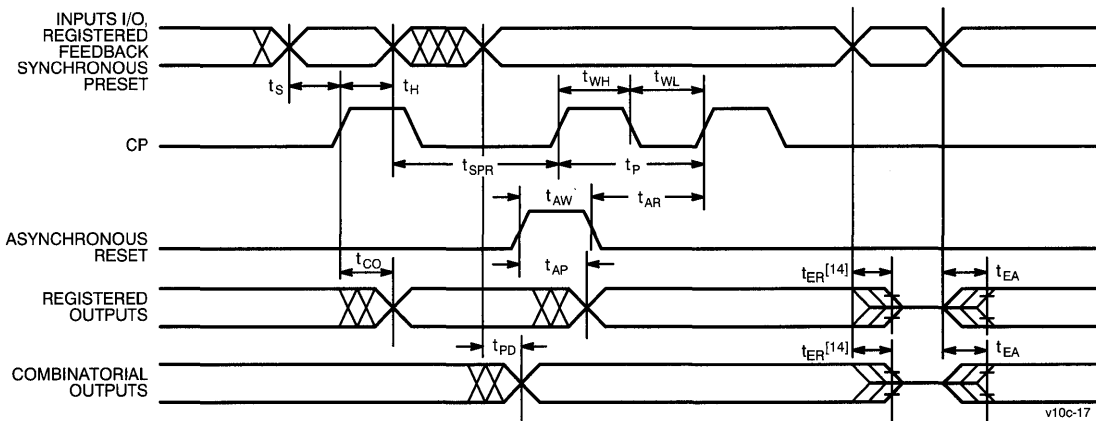 INPUTS I/O,
REGISTERED
FEEDBACK
SYNCHRONOUS
PRESET
tS
tH
tWH
tWL
CP
tSPR
tP
tAW
tAR
ASYNCHRONOUS
RESET
tCO
tAP
tER[14]
tEA
REGISTERED
OUTPUTS
tPD
tER[14]
tEA
COMBINATORIAL
OUTPUTS
v10c-17